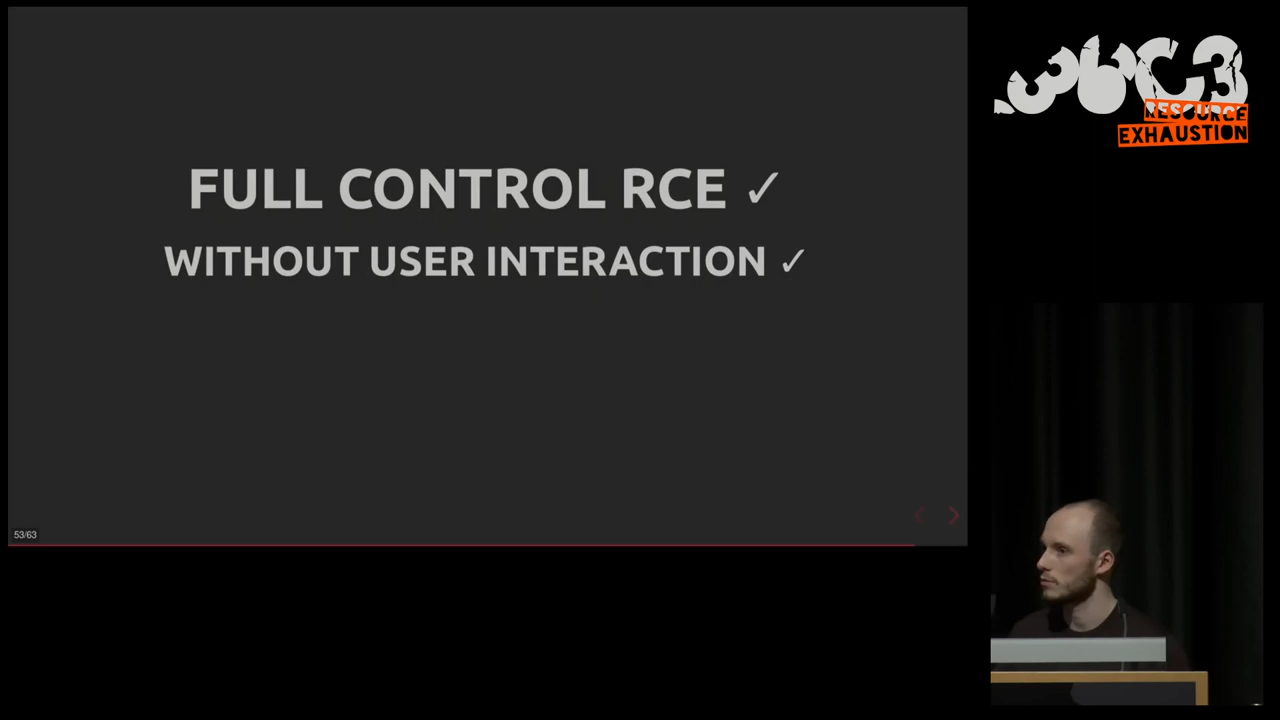 FULL CONTROL RCE ✓
WITHOUT USER INTERACTION ✓
53/63
36C3
RESOURCE
EXHAUSTION